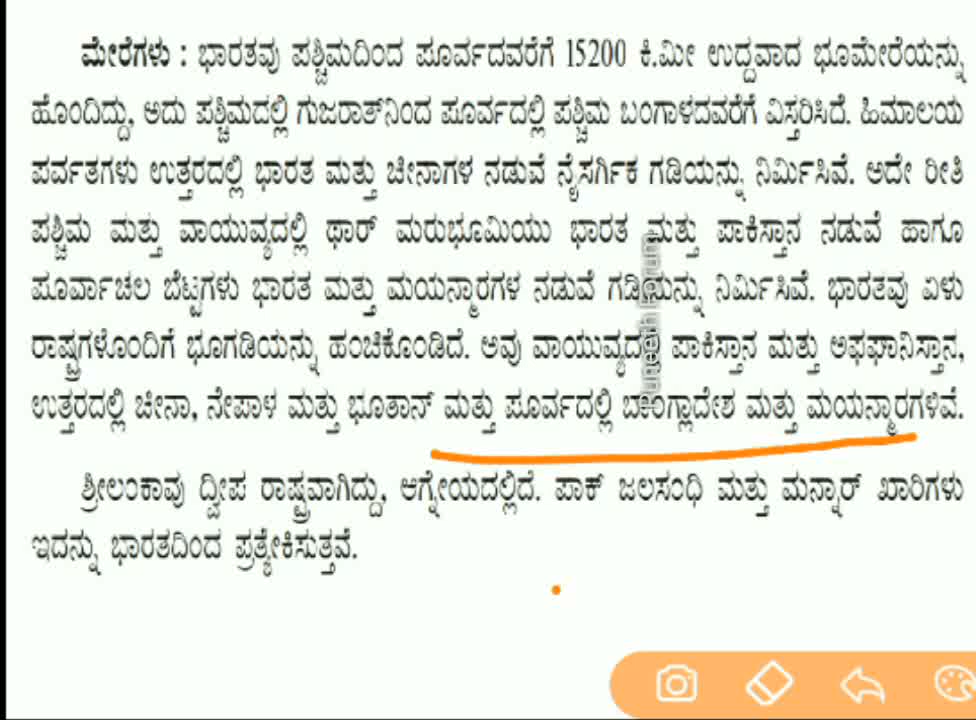 ಮೇರೆಗಳು : ಭಾರತವು ಪಶ್ಚಿಮದಿಂದ ಪೂರ್ವದವರೆಗೆ 15200 ಕಿ.ಮೀ ಉದ್ದವಾದ ಭೂಮೇರೆಯನ್ನು
ಹೊಂದಿದ್ದು, ಅದು ಪಶ್ಚಿಮದಲ್ಲಿ ಗುಜರಾತ್‌ನಿಂದ ಪೂರ್ವದಲ್ಲಿ ಪಶ್ಚಿಮ ಬಂಗಾಳದವರೆಗೆ ವಿಸ್ತರಿಸಿದೆ. ಹಿಮಾಲಯ
ಪರ್ವತಗಳು ಉತ್ತರದಲ್ಲಿ ಭಾರತ ಮತ್ತು ಚೀನಾಗಳ ನಡುವೆ ನೈಸರ್ಗಿಕ ಗಡಿಯನ್ನು ನಿರ್ಮಿಸಿವೆ. ಅದೇ ರೀತಿ
ಪಶ್ಚಿಮ ಮತ್ತು ವಾಯುವ್ಯದಲ್ಲಿ ಥಾರ್ ಮರುಭೂಮಿಯು ಭಾರತ ಮತ್ತು ಪಾಕಿಸ್ತಾನ ನಡುವೆ ಹಾಗೂ
ಪೂರ್ವಾಚಲ ಬೆಟ್ಟಗಳು ಭಾರತ ಮತ್ತು ಮಯನ್ಮಾರಗಳ ನಡುವೆ ಗಡಿಯನ್ನು ನಿರ್ಮಿಸಿವೆ. ಭಾರತವು ಏಳು
ರಾಷ್ಟ್ರಗಳೊಂದಿಗೆ ಭೂಗಡಿಯನ್ನು ಹಂಚಿಕೊಂಡಿದೆ. ಅವು ವಾಯುವ್ಯದಲ್ಲಿ ಪಾಕಿಸ್ತಾನ ಮತ್ತು ಅಫಘಾನಿಸ್ತಾನ,
ಉತ್ತರದಲ್ಲಿ ಚೀನಾ, ನೇಪಾಳ ಮತ್ತು ಭೂತಾನ್ ಮತ್ತು ಪೂರ್ವದಲ್ಲಿ ಬಾಂಗ್ಲಾದೇಶ ಮತ್ತು ಮಯನ್ಮಾರಗಳಿವೆ.
ಶ್ರೀಲಂಕಾವು ದ್ವೀಪ ರಾಷ್ಟ್ರವಾಗಿದ್ದು, ಆಗ್ನೇಯದಲ್ಲಿದೆ. ಪಾಕ್ ಜಲಸಂಧಿ ಮತ್ತು ಮನ್ನಾರ್ ಖಾರಿಗಳು
ಇದನ್ನು ಭಾರತದಿಂದ ಪ್ರತ್ಯೇಕಿಸುತ್ತವೆ.